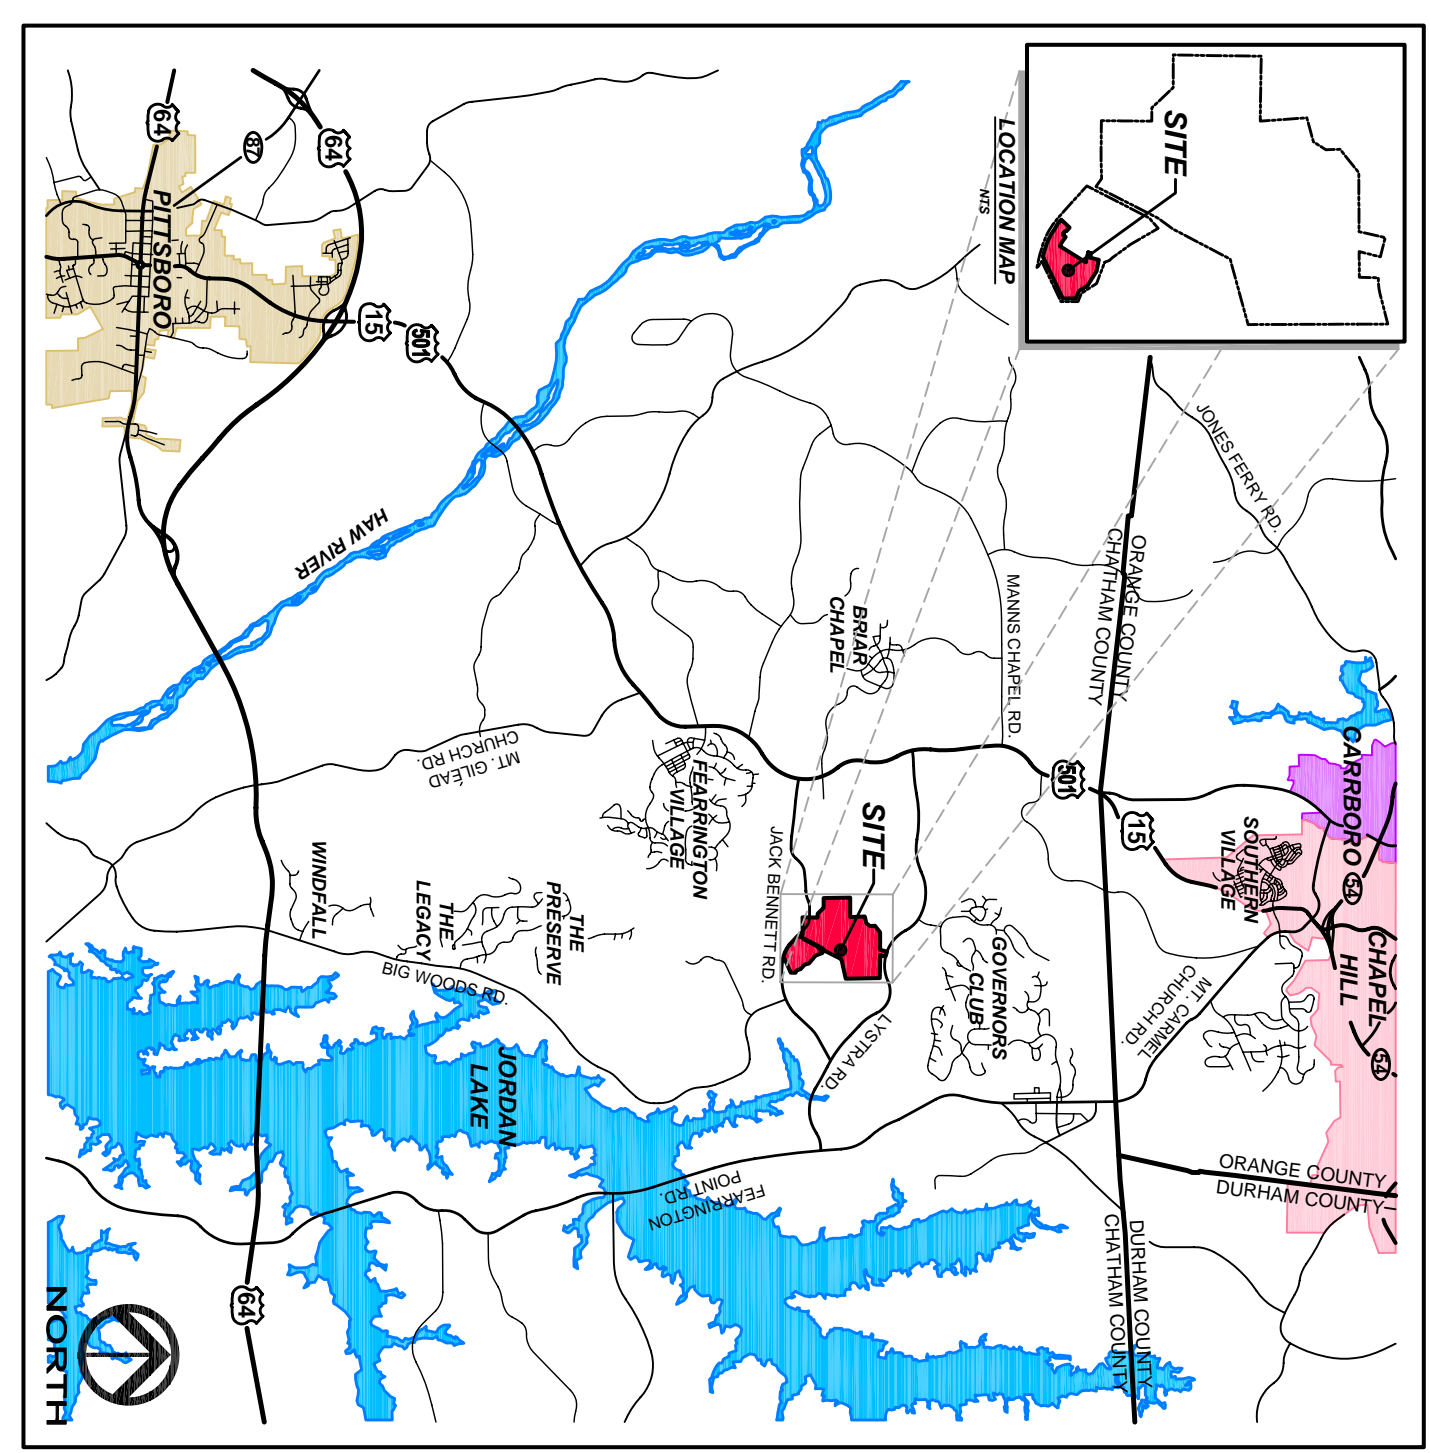 SITE
LOCATION MAP
NTS
64
87
64
PITTSBORO
15
501
HAW RIVER
JONES FERRY RD.
ORANGE COUNTY
CHATHAM COUNTY
MANNS CHAPEL RD.
BRIAR
CHAPEL
MT. GILEAD
CHURCH RD.
FEARRINGTON
VILLAGE
501
15
CARRBORO
54
SOUTHERN
VILLAGE
SITE
JACK BENNETT RD.
WINDFALL
THE
LEGACY
THE
PRESERVE
BIG WOODS RD.
GOVERNORS
CLUB
CHAPEL
HILL
54
MT. CARMEL
CHURCH RD.
LYSTRA RD.
JORDAN
LAKE
FEARRINGTON
POINT RD.
ORANGE COUNTY
DURHAM COUNTY
DURHAM COUNTY
CHATHAM COUNTY
64
NORTH